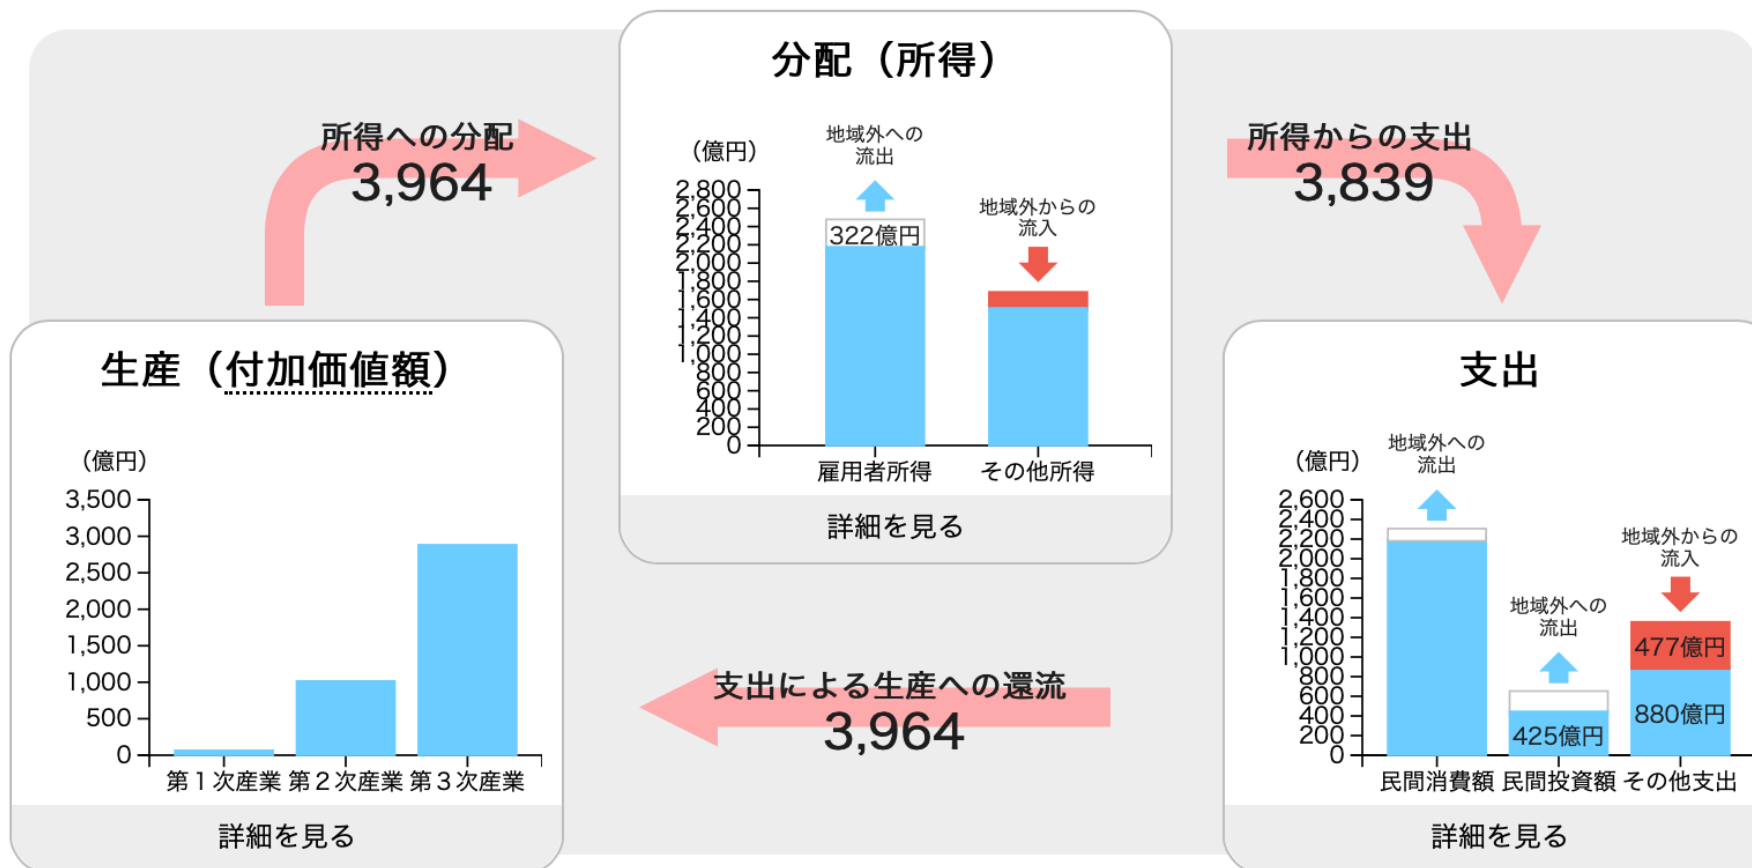 分配（所得）
所得への分配
3,964
所得からの支出
3,839
（億円）
地域外への
流出
地域外からの
流入
2,800
2,600
2,400
2,200
2,000
1,800
1,600
1,400
1,200
1,000
800
600
400
200
0
322億円
雇用者所得
その他所得
詳細を見る
生産（付加価値額）
（億円）
3,500
3,000
2,500
2,000
1,500
1,000
500
0
第１次産業
第２次産業
第３次産業
詳細を見る
支出による生産への還流
3,964
支出
（億円）
地域外への
流出
地域外への
流出
地域外からの
流入
2,600
2,400
2,200
2,000
1,800
1,600
1,400
1,200
1,000
800
600
400
200
0
425億円
477億円
880億円
民間消費額
民間投資額
その他支出
詳細を見る